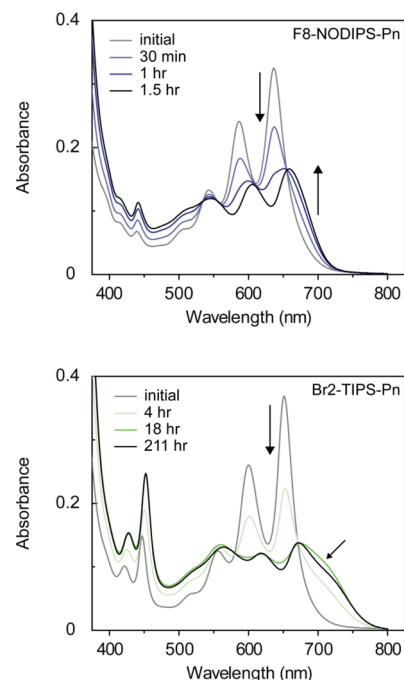 0.4
F8-NODIPS-Pn
initial
30 min
1 hr
1.5 hr
0.2
Absorbance
0
400 500 600 700 800
Wavelength (nm)
0.4
Br2-TIPS-Pn
initial
4 hr
18 hr
211 hr
0.2
Absorbance
0
400 500 600 700 800
Wavelength (nm)